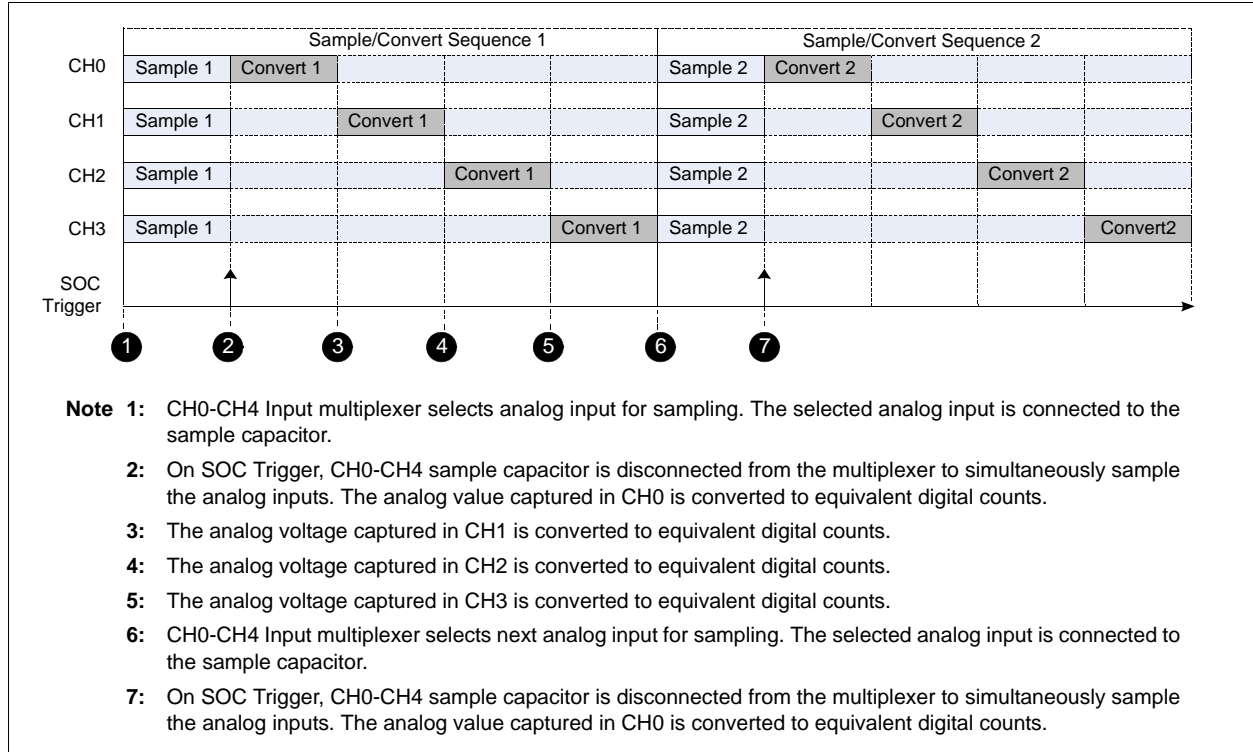 Sample/Convert Sequence 1 Sample/Convert Sequence 2
CH0 Sample 1 Convert 1 Sample 2 Convert 2
CH1 Sample 1 Convert 1 Sample 2 Convert 2
CH2 Sample 1 Convert 1 Sample 2 Convert 2
CH3 Sample 1 Convert 1 Sample 2 Convert2
SOC
Trigger
1 2 3 4 5 6 7
Note 1: CH0-CH4 Input multiplexer selects analog input for sampling. The selected analog input is connected to the
sample capacitor.
2: On SOC Trigger, CH0-CH4 sample capacitor is disconnected from the multiplexer to simultaneously sample
the analog inputs. The analog value captured in CH0 is converted to equivalent digital counts.
3: The analog voltage captured in CH1 is converted to equivalent digital counts.
4: The analog voltage captured in CH2 is converted to equivalent digital counts.
5: The analog voltage captured in CH3 is converted to equivalent digital counts.
6: CH0-CH4 Input multiplexer selects next analog input for sampling. The selected analog input is connected to
the sample capacitor.
7: On SOC Trigger, CH0-CH4 sample capacitor is disconnected from the multiplexer to simultaneously sample
the analog inputs. The analog value captured in CH0 is converted to equivalent digital counts.